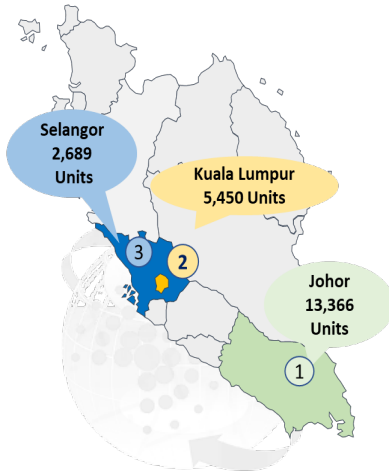 Selangor
2,689
Units
Kuala Lumpur
5,450 Units
3
2
Johor
13,366
Units
1